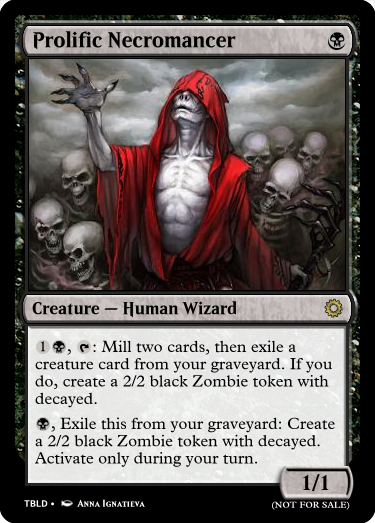 Prolific Necromancer
Creature — Human Wizard
1 , : Mill two cards, then exile a
creature card from your graveyard. If you
do, create a 2/2 black Zombie token with
decayed.
, Exile this from your graveyard: Create
a 2/2 black Zombie token with decayed.
Activate only during your turn.
1/1
TBLD • Anna Ignatieva
(NOT FOR SALE)